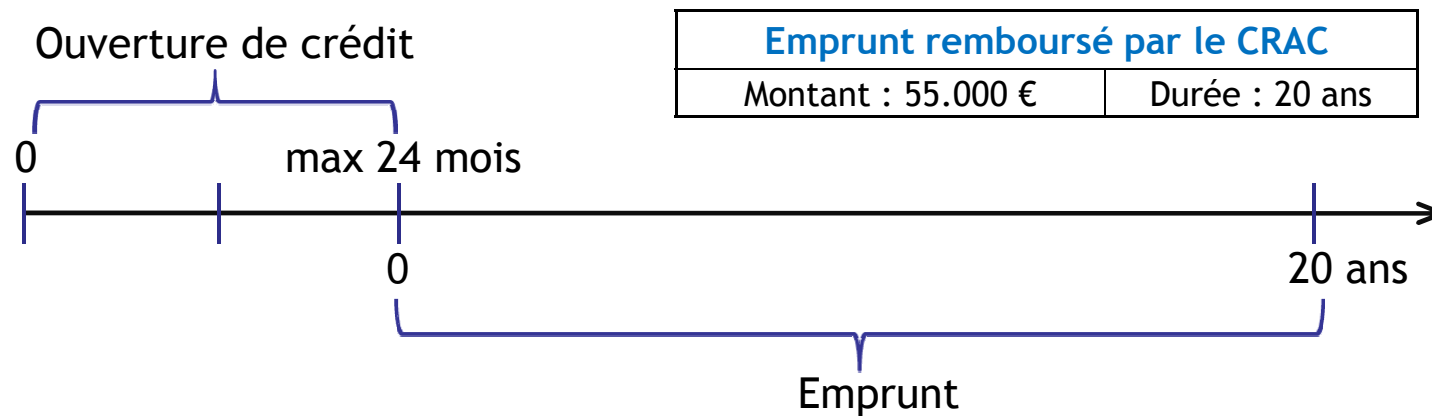 Ouverture de crédit
Emprunt remboursé par le CRAC
Montant : 55.000 €
Durée : 20 ans
0
max 24 mois
0
20 ans
Emprunt